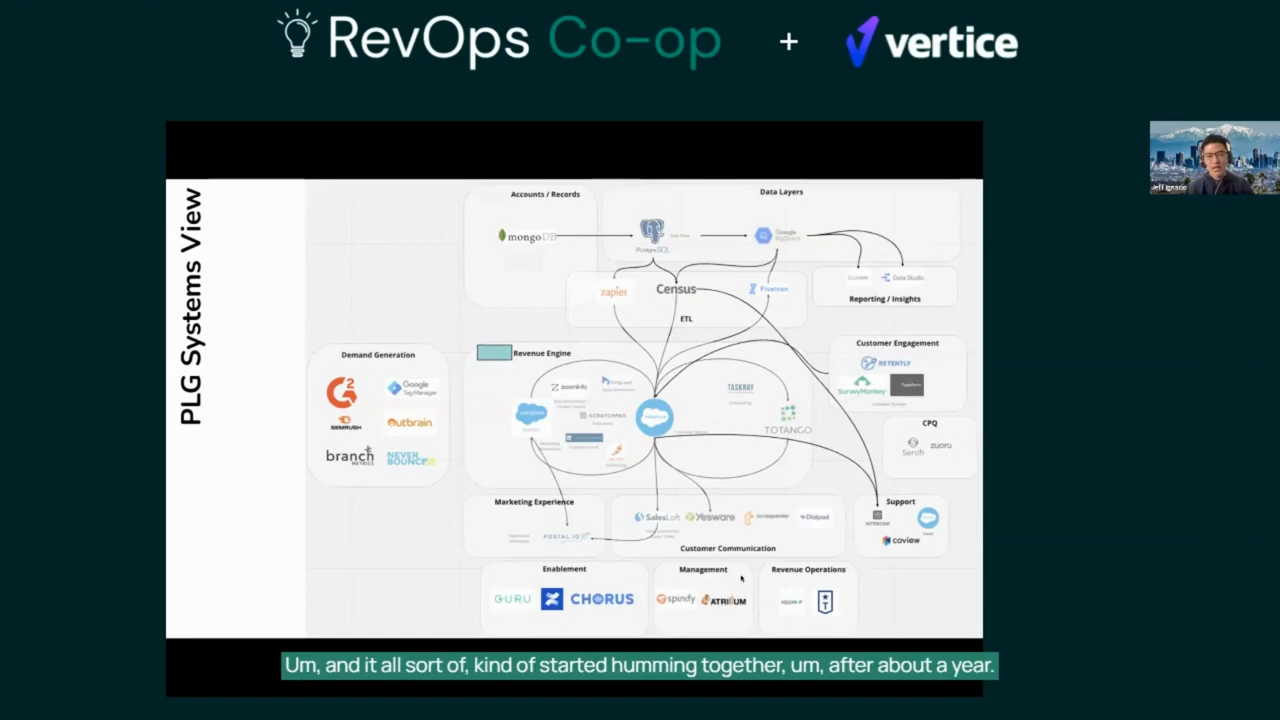 RevOps Co-op + vertice
Jeff Ignacio
PLG Systems View
Accounts / Records
mongoDB
Data Layers
PostgreSQL
Google
BigQuery
zapier
Census
Fivetran
ETL
Data Studio
Reporting / Insights
Demand Generation
G2
Google
Tag Manager
SEMRUSH
Outbrain
branch
METRICS
NEVER
BOUNCE
Revenue Engine
zoominfo
SCRATCHPAD
salesforce
salesforce
TASKRAY
TOTANGO
Customer Engagement
RETENTLY
SurveyMonkey
CPQ
Sertifi
zuora
Marketing Experience
POSTAL.IO
SalesLoft
Yesware
Dialpad
Customer Communication
Support
INTERCOM
coview
Enablement
GURU
CHORUS
Management
spinify
ATRIUM
Revenue Operations
Um, and it all sort of, kind of started humming together, um, after about a year.